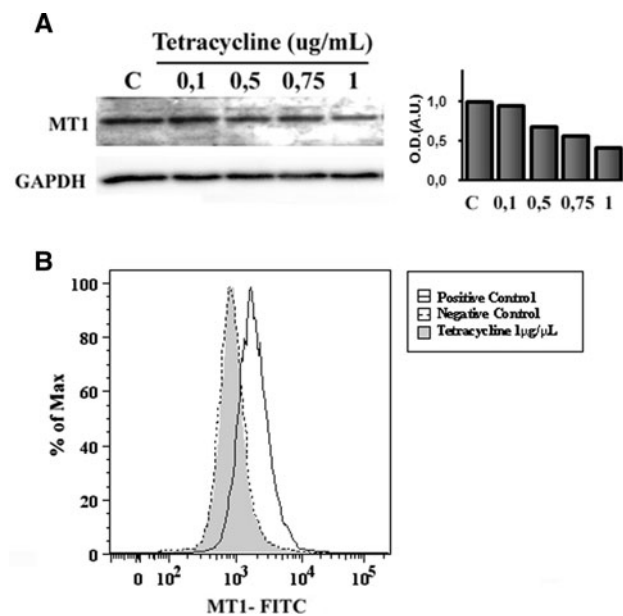 A
Tetracycline (ug/mL)
C 0,1 0,5 0,75 1
MT1
GAPDH
O.D.(A.U.)
1,0
0,5
0,0
C 0,1 0,5 0,75 1
B
% of Max
100
80
60
40
20
0
0 10² 10³ 10⁴ 10⁵
MT1- FITC
Positive Control
Negative Control
Tetracycline 1µg/µL